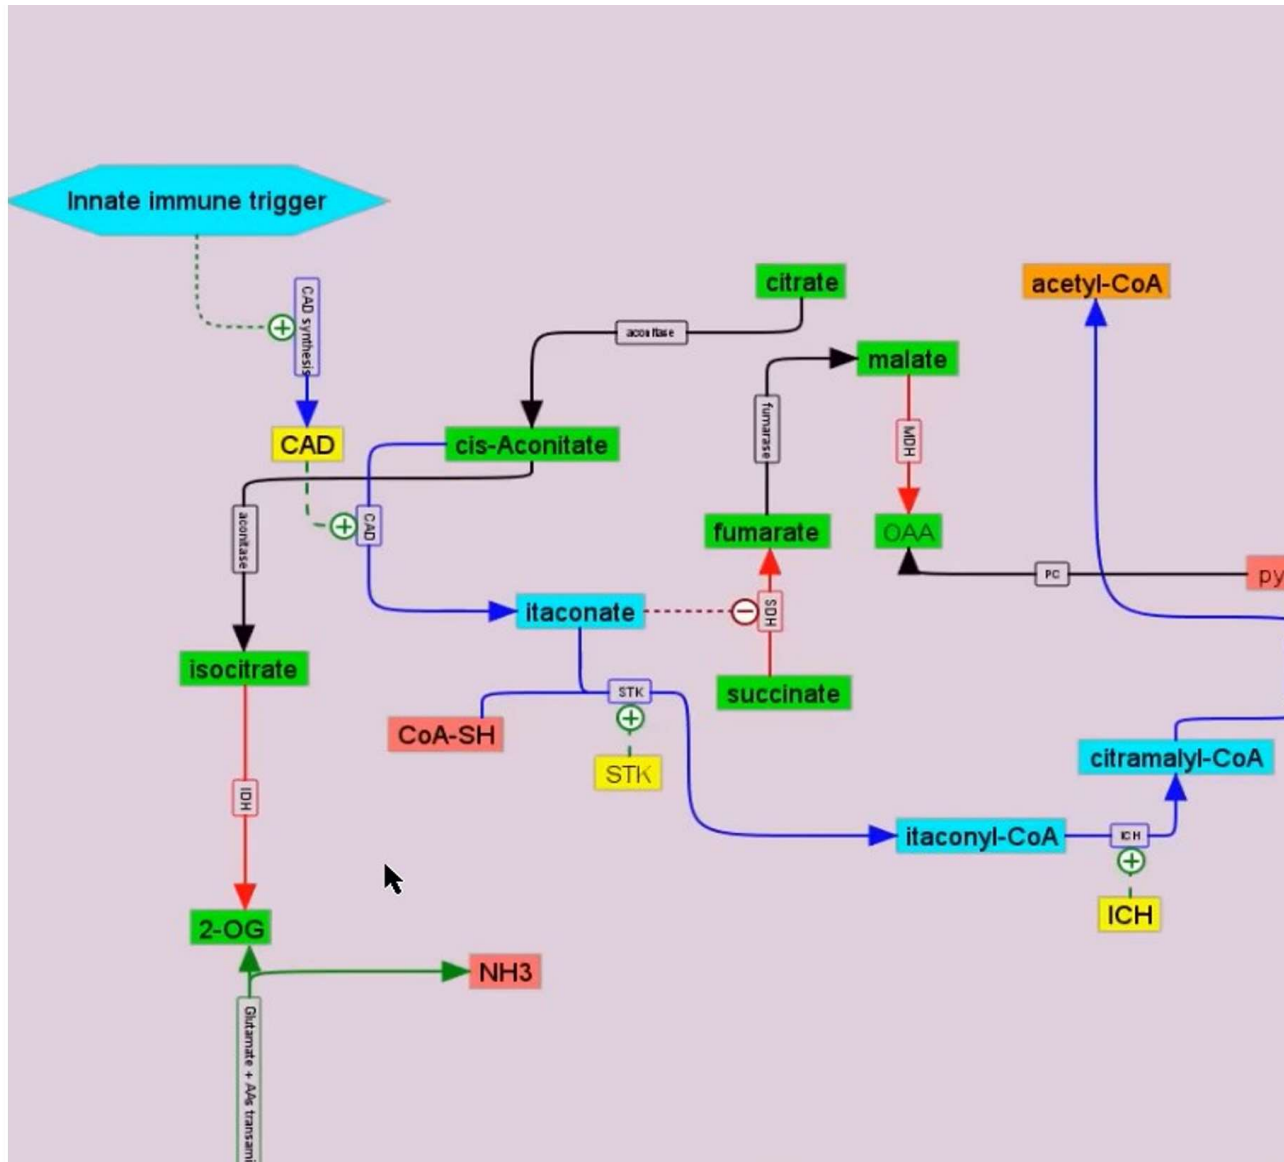 Innate immune trigger
CAD synthesis
citrate
acetyl-CoA
aconitase
malate
fumarase
MDH
CAD
cis-Aconitate
aconitase
CAD
fumarate
OAA
PC
py
itaconate
SDH
isocitrate
STK
succinate
CoA-SH
STK
citramalyl-CoA
IDH
itaconyl-CoA
ICH
ICH
2-OG
NH3
Glutamate + AAs transami